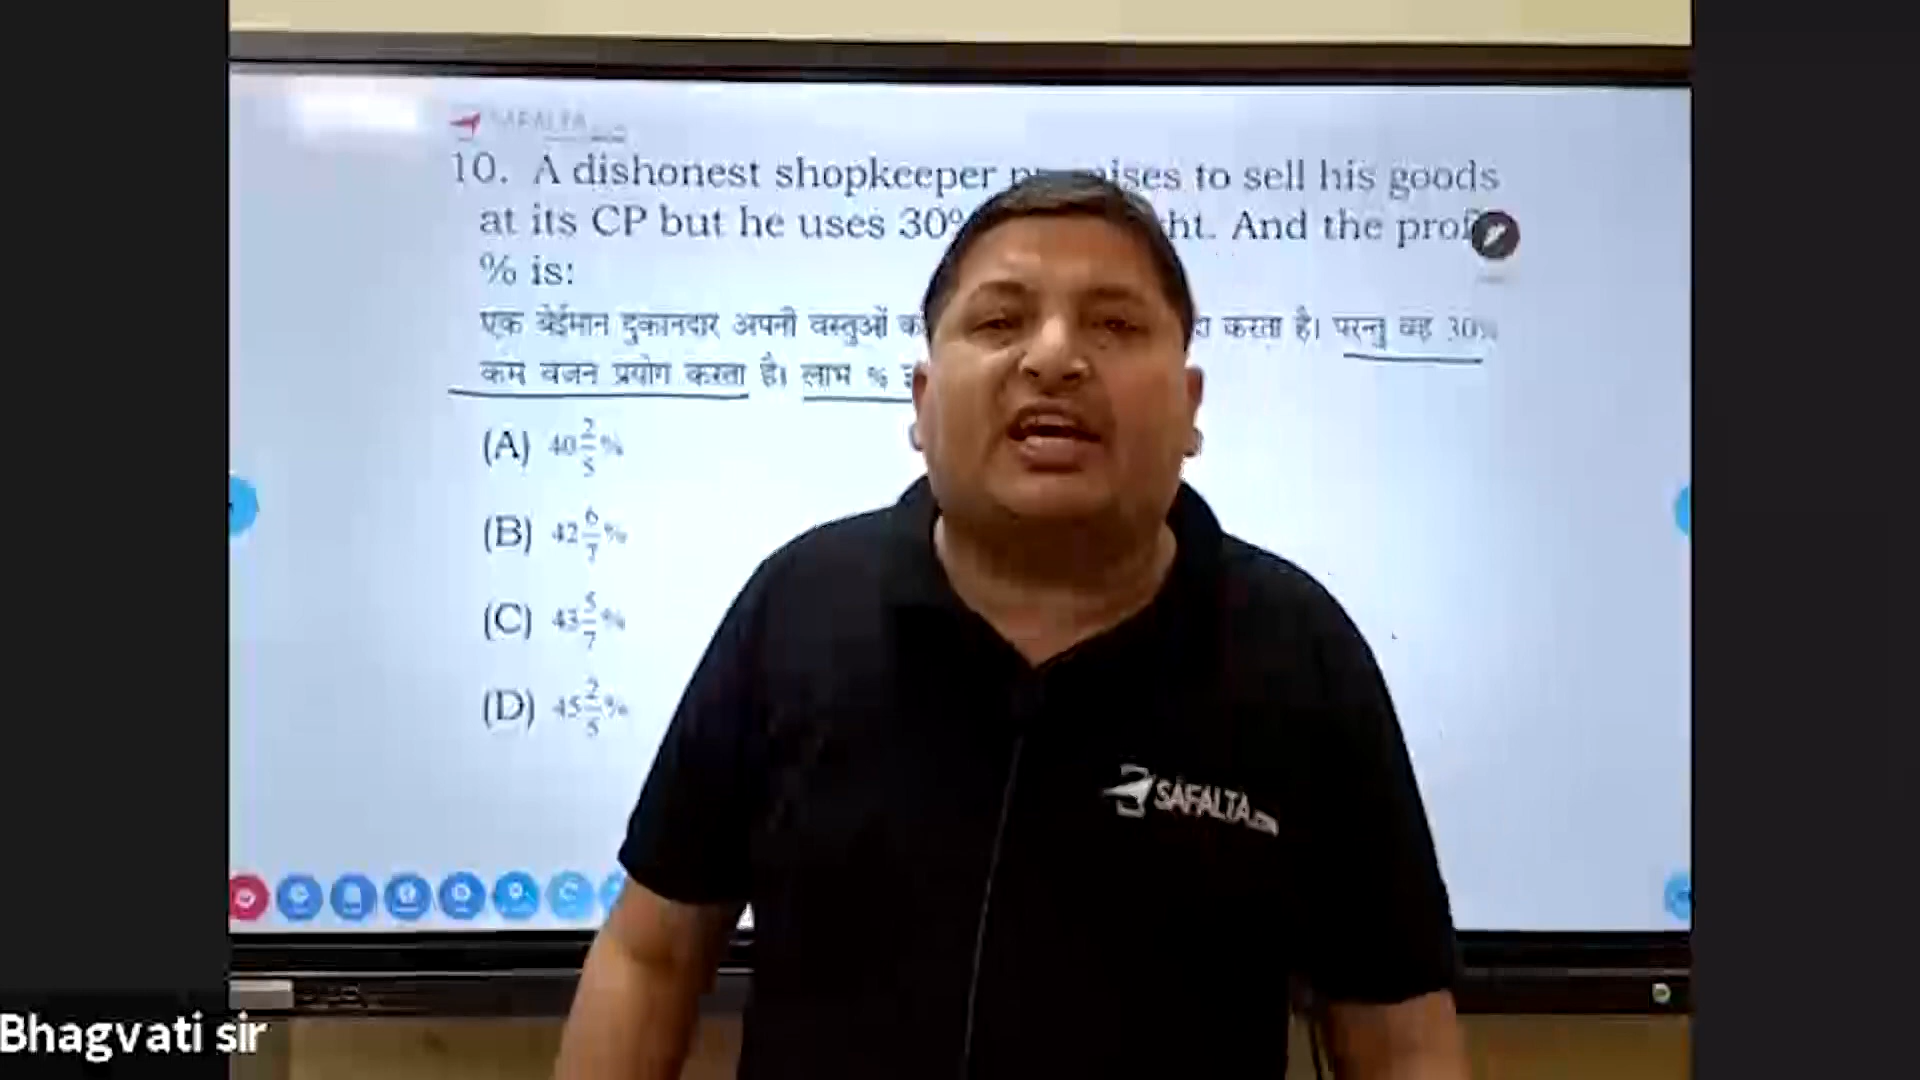 SAFALTA
10. A dishonest shopkeeper promises to sell his goods
at its CP but he uses 30% ht. And the profit
% is:
एक बेईमान दुकानदार अपनी वस्तुओं करता है। परन्तु वह 30%
कम वजन प्रयोग करता है। लाभ %
(A) 40 2/5 %
(B) 42 6/7 %
(C) 43 5/7 %
(D) 45 2/5 %
SAFALTA.com
Bhagvati sir